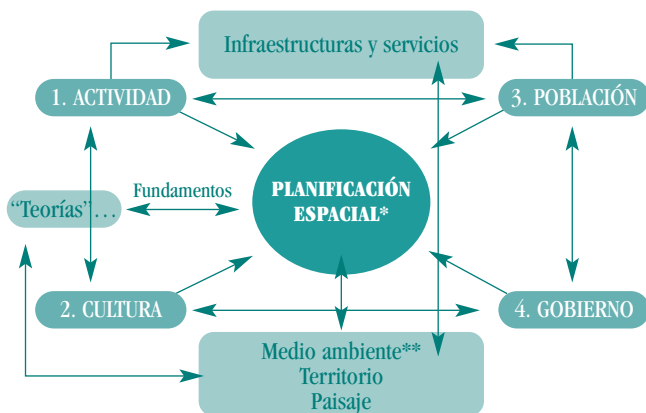 Infraestructuras y servicios
1. ACTIVIDAD
3. POBLACIÓN
Fundamentos
PLANIFICACIÓN
ESPACIAL*
“Teorías”…
2. CULTURA
4. GOBIERNO
Medio ambiente**
Territorio
Paisaje